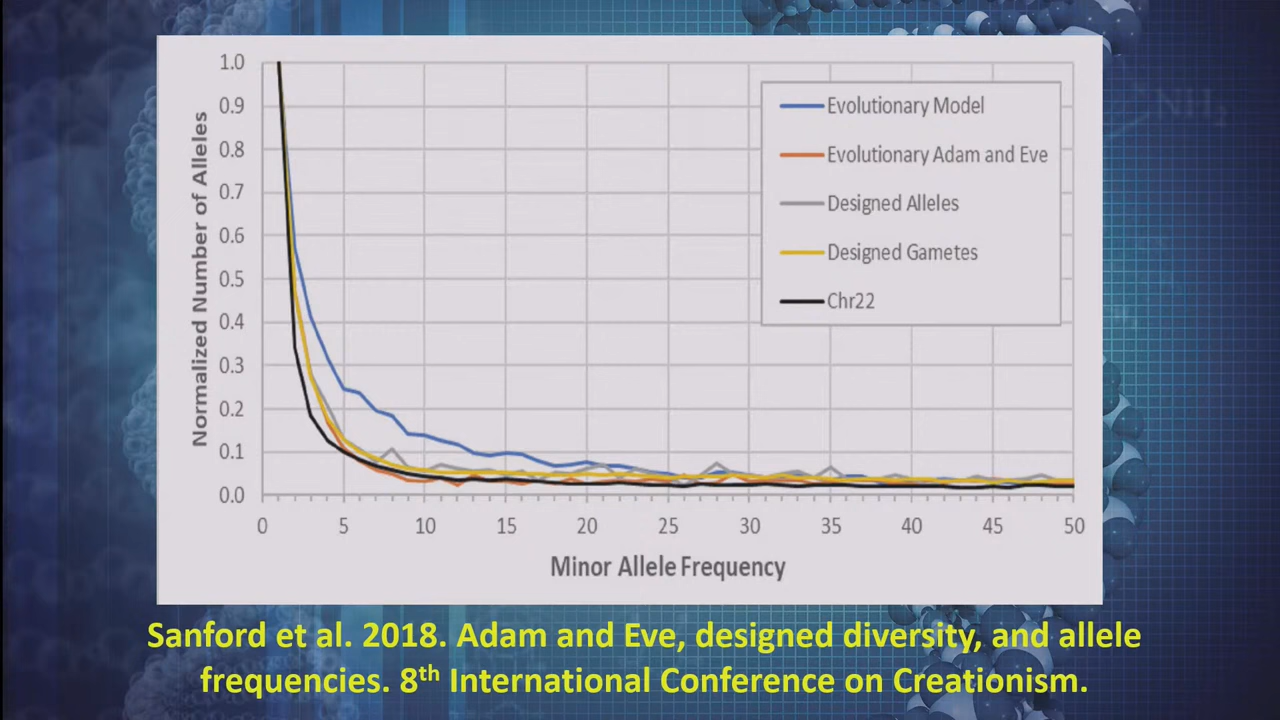 1.0
0.9
0.8
0.7
0.6
0.5
0.4
0.3
0.2
0.1
0.0
Normalized Number of Alleles
Evolutionary Model
Evolutionary Adam and Eve
Designed Alleles
Designed Gametes
Chr22
0 5 10 15 20 25 30 35 40 45 50
Minor Allele Frequency
NH2
Sanford et al. 2018. Adam and Eve, designed diversity, and allele
frequencies. 8th International Conference on Creationism.